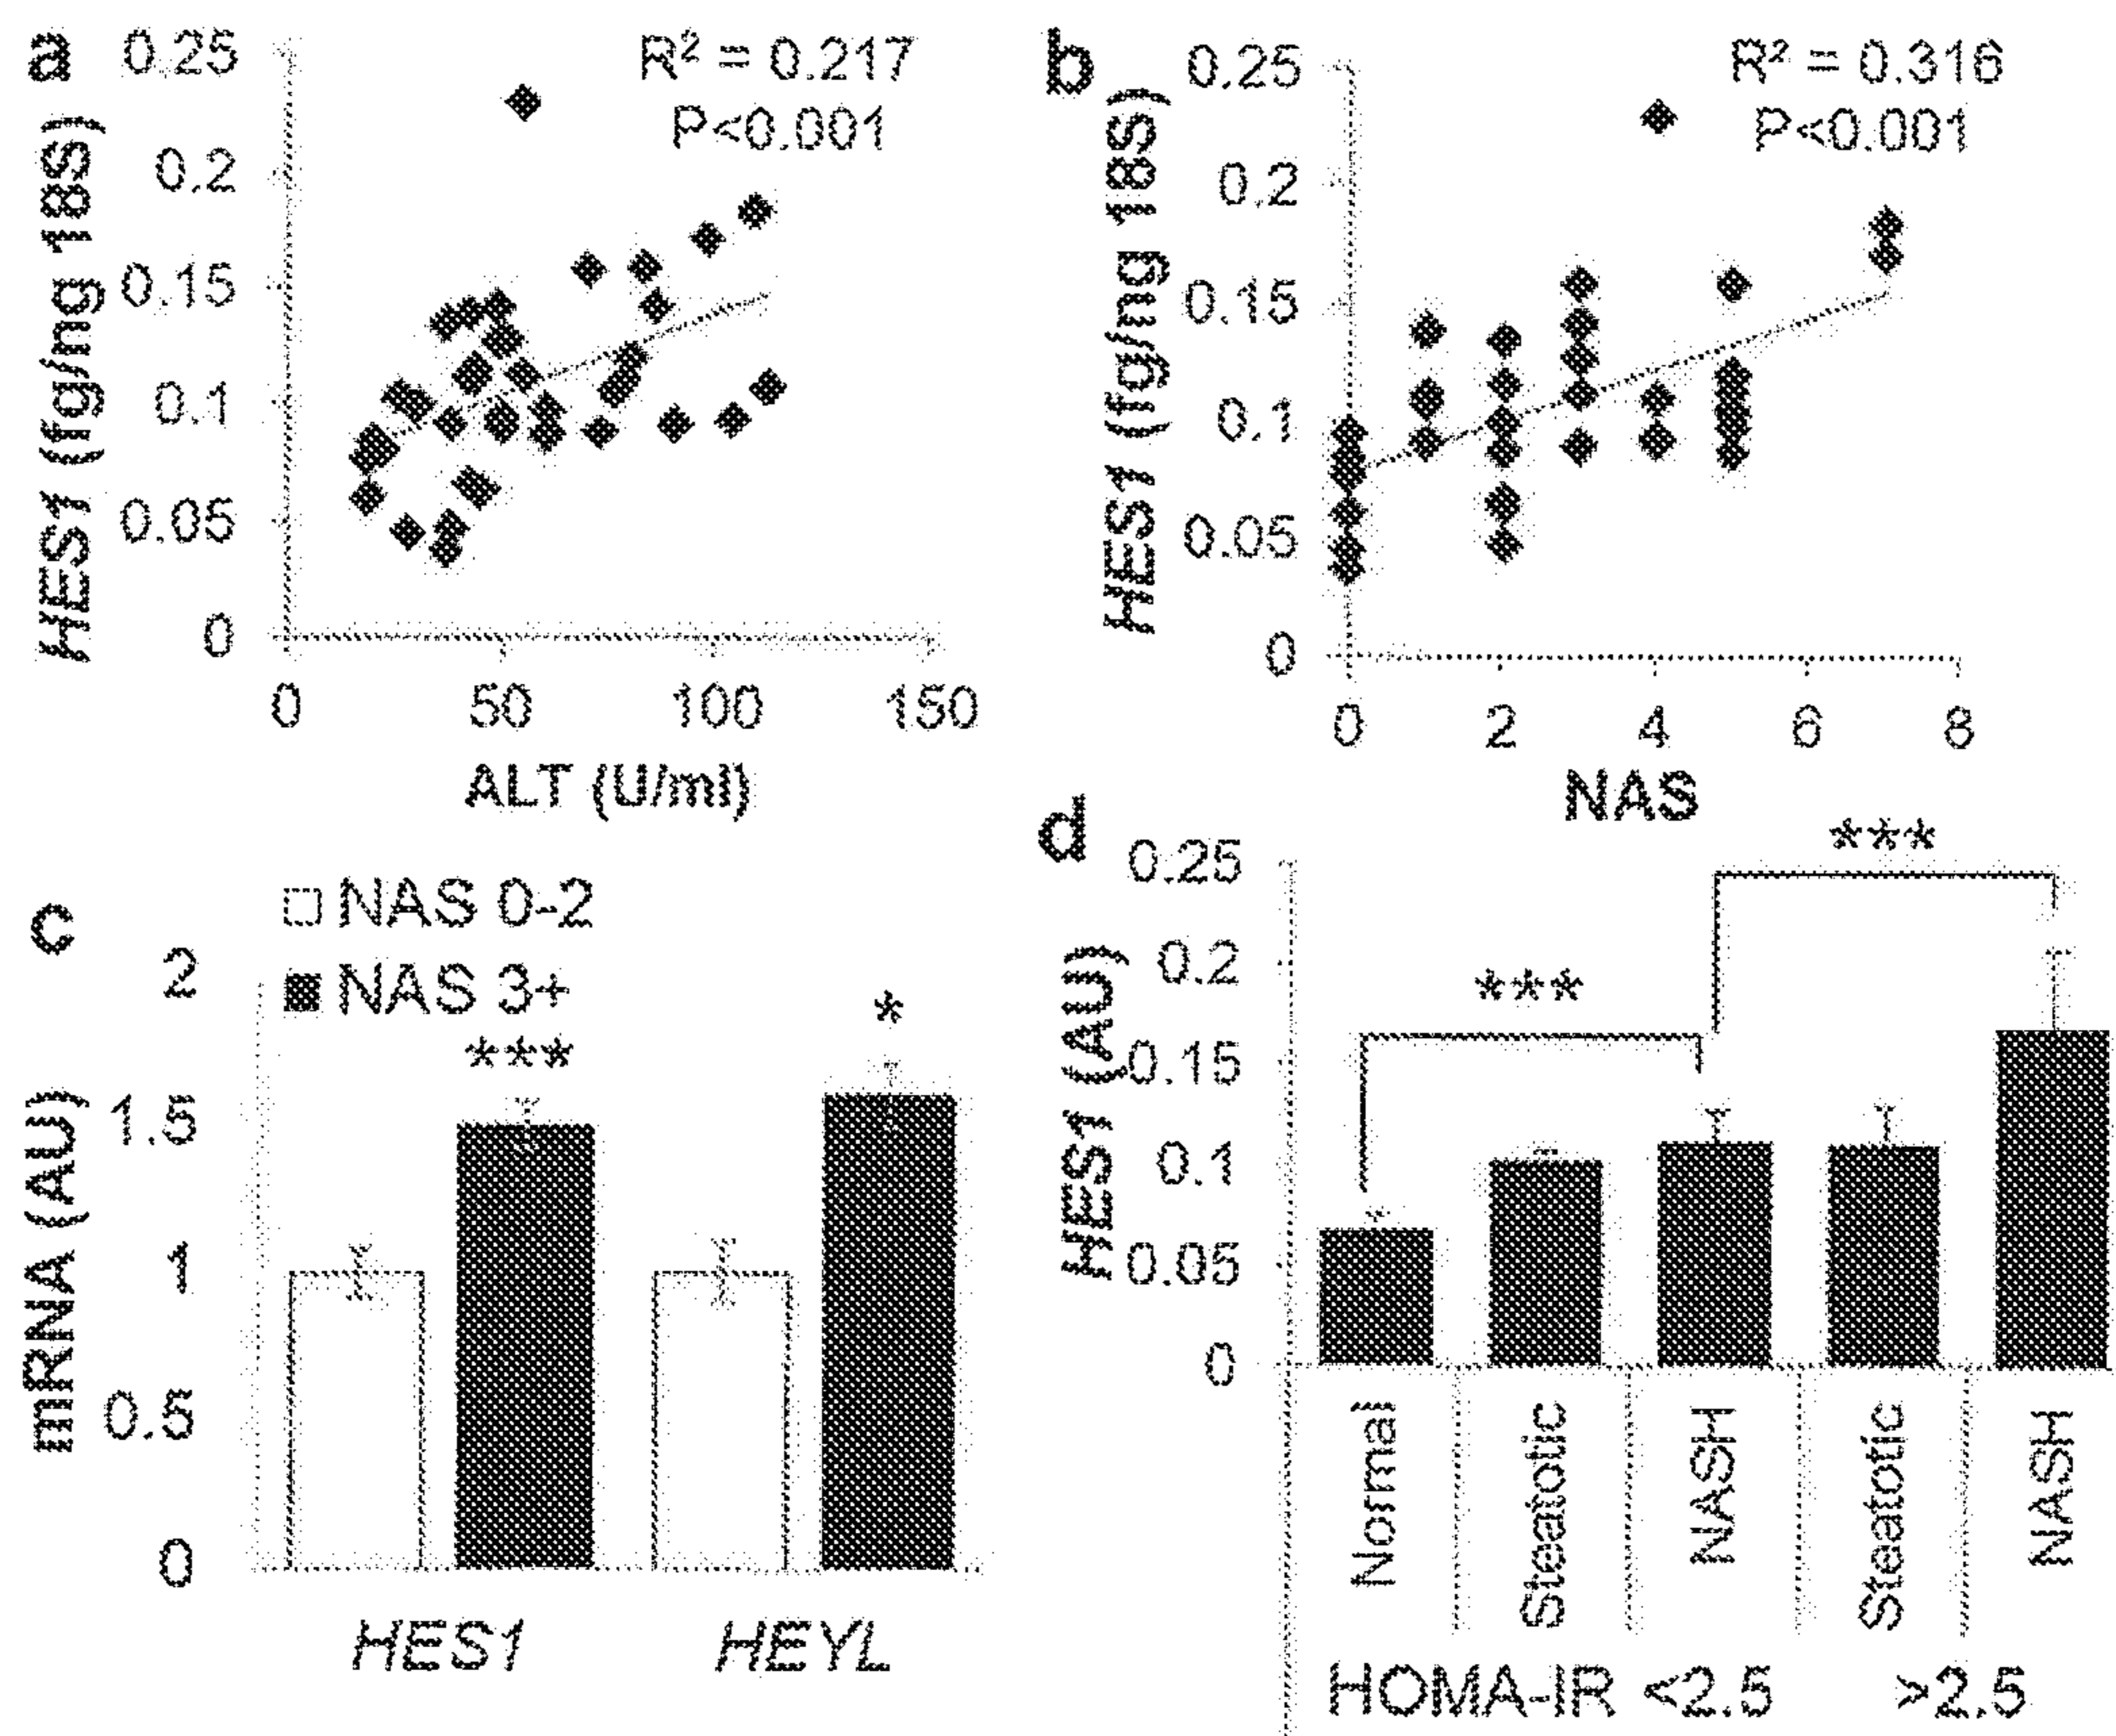 a
R² = 0.217
P<0.001
0.25
0.2
0.15
0.1
0.05
0
HES1 (fg/ng 18S)
0
50
100
150
ALT (U/ml)
b
R² = 0.316
P<0.001
0.25
0.2
0.15
0.1
0.05
0
HES1 (fg/ng 18S)
0
2
4
6
8
NAS
c
NAS 0-2
NAS 3+
2
1.5
1
0.5
0
mRNA (AU)
***
*
HES1
HEYL
d
0.25
0.2
0.15
0.1
0.05
0
HES1 (AU)
***
***
Normal
Steatotic
NASH
Steatotic
NASH
HOMA-IR <2.5
>2.5